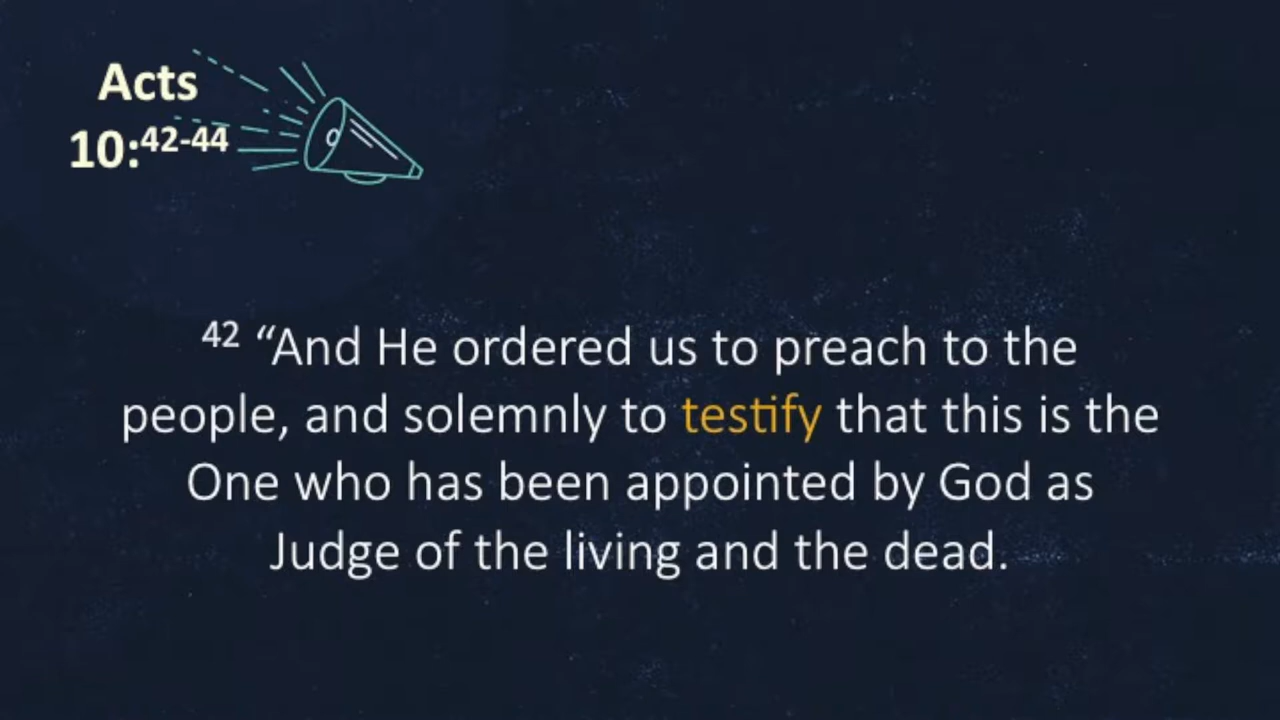 Acts
10:42-44
42 “And He ordered us to preach to the
people, and solemnly to testify that this is the
One who has been appointed by God as
Judge of the living and the dead.